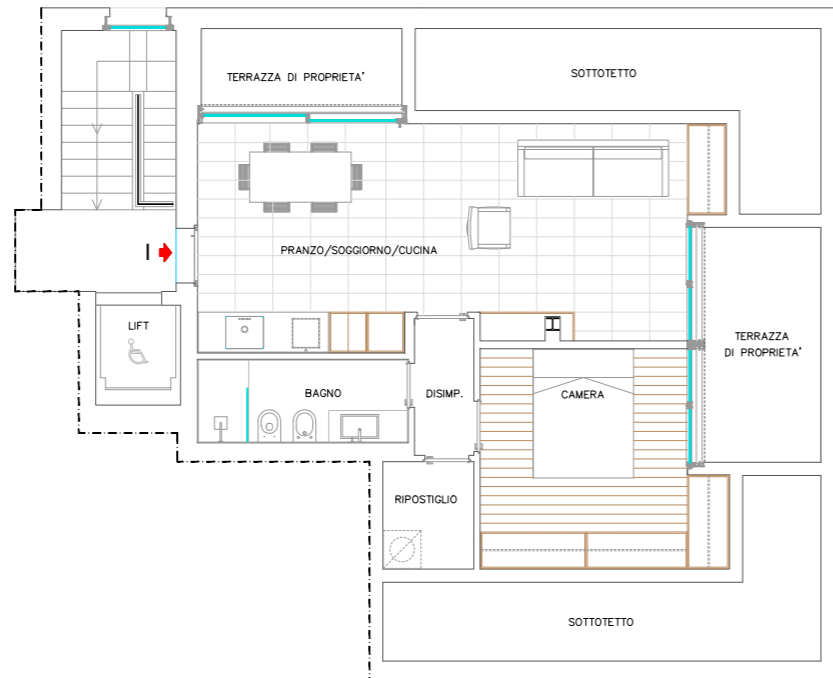 TERRAZZA DI PROPRIETA'
SOTTOTETTO
I
PRANZO/SOGGIORNO/CUCINA
LIFT
TERRAZZA
DI PROPRIETA'
BAGNO
DISIMP.
CAMERA
RIPOSTIGLIO
SOTTOTETTO